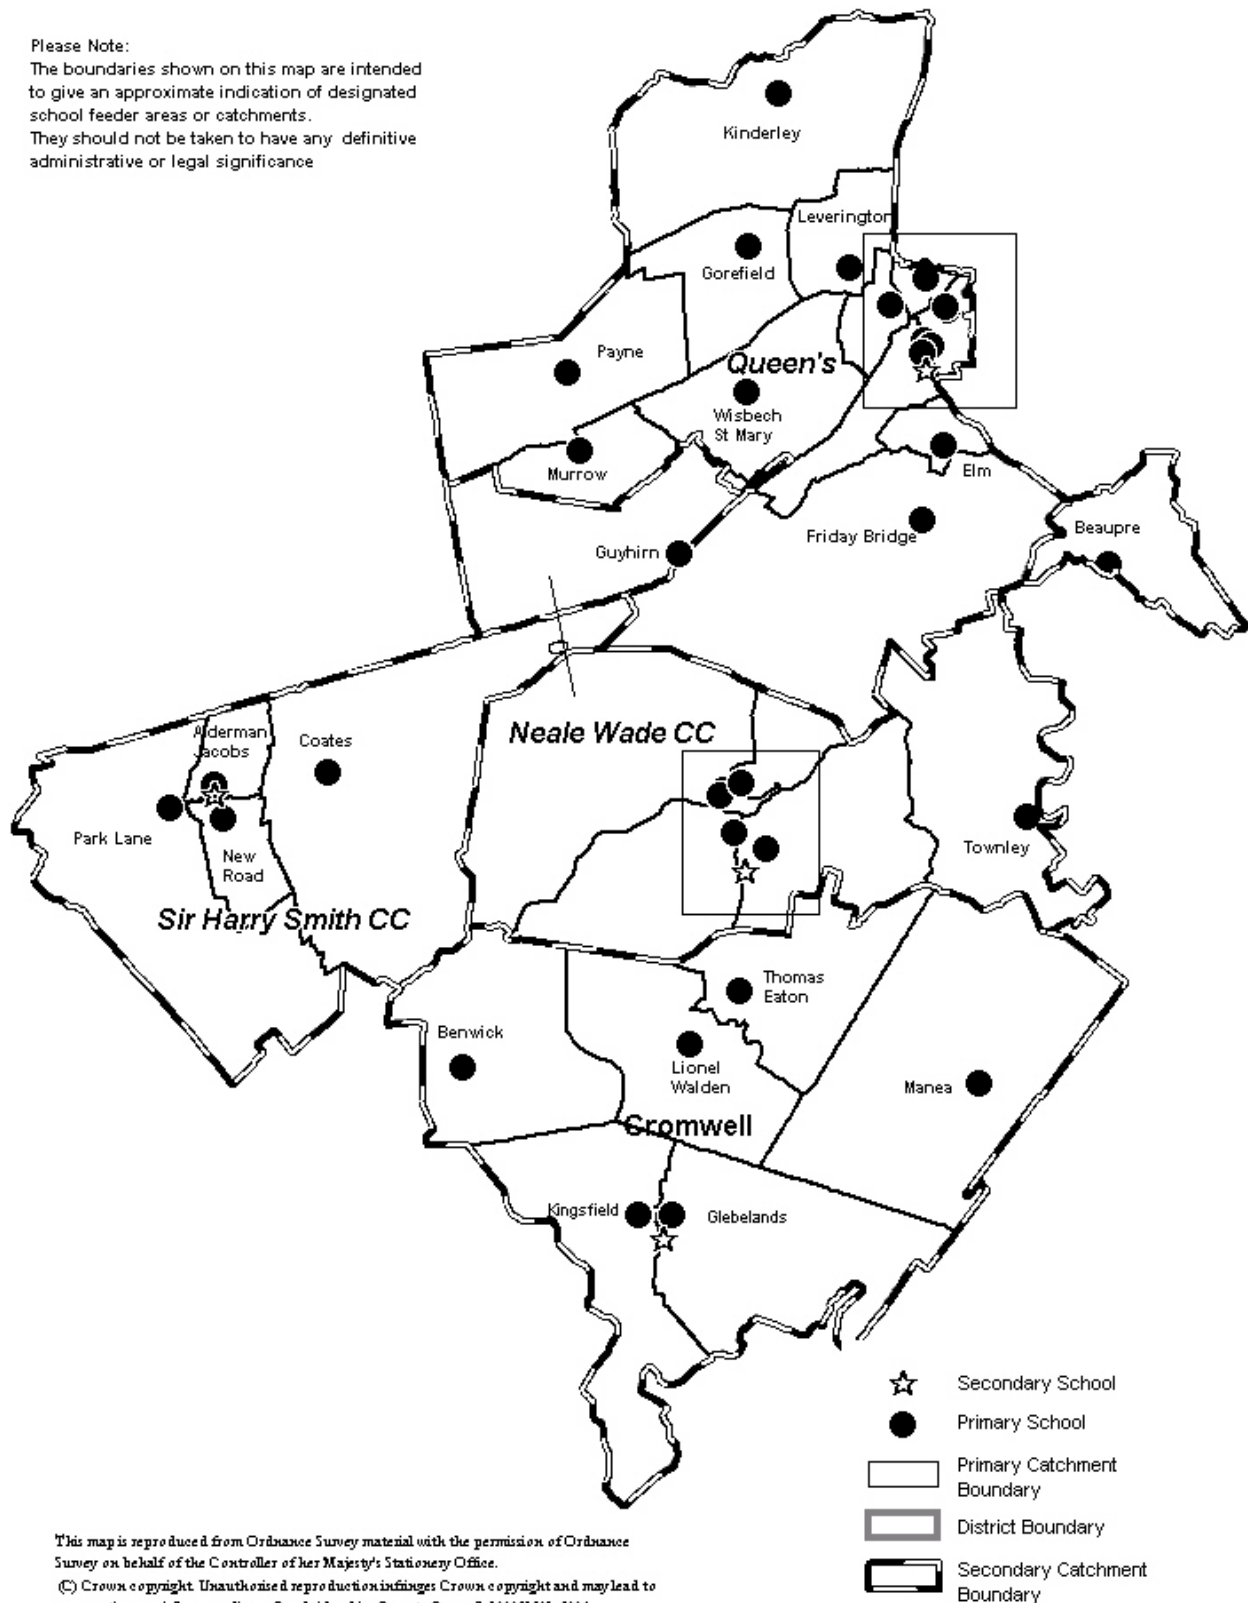 Please Note:
The boundaries shown on this map are intended
to give an approximate indication of designated
school feeder areas or catchments.
They should not be taken to have any definitive
administrative or legal significance
Kinderley
Leverington
Gorefield
Payne
Queen's
Wisbech
St Mary
Murrow
Elm
Beaupre
Friday Bridge
Guyhirn
Neale Wade CC
Alderman
Jacobs
Coates
Park Lane
New
Road
Townley
Sir Harry Smith CC
Thomas
Eaton
Benwick
Lionel
Walden
Manea
Cromwell
Kingsfield
Glebelands
Secondary School
Primary School
Primary Catchment
Boundary
District Boundary
Secondary Catchment
Boundary
This map is reproduced from Ordnance Survey material with the permission of Ordnance
Survey on behalf of the Controller of her Majesty's Stationery Office.
(C) Crown copyright. Unauthorised reproduction infringes Crown copyright and may lead to